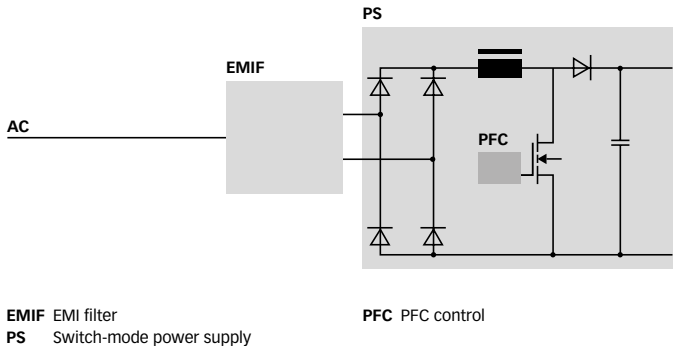 PS
EMIF
AC
PFC
EMIF EMI filter
PFC PFC control
PS Switch-mode power supply